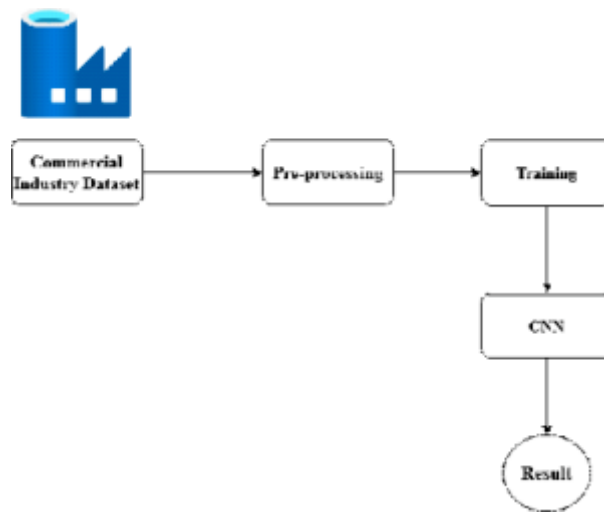 Commercial
Industry Dataset
Pre-processing
Training
CNN
Result